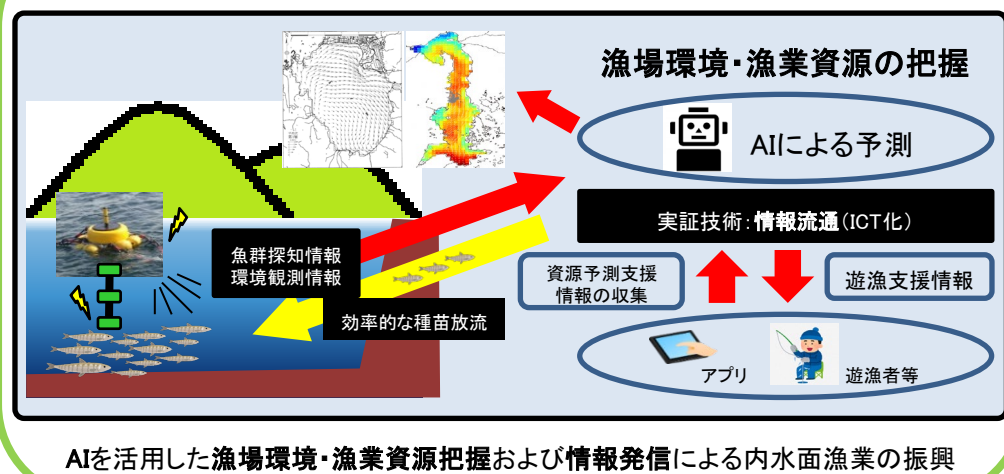 漁場環境・漁業資源の把握
AIによる予測
実証技術：情報流通（ICT化）
魚群探知情報
環境観測情報
効率的な種苗放流
資源予測支援
情報の収集
遊漁支援情報
アプリ
遊漁者等
AIを活用した漁場環境・漁業資源把握および情報発信による内水面漁業の振興